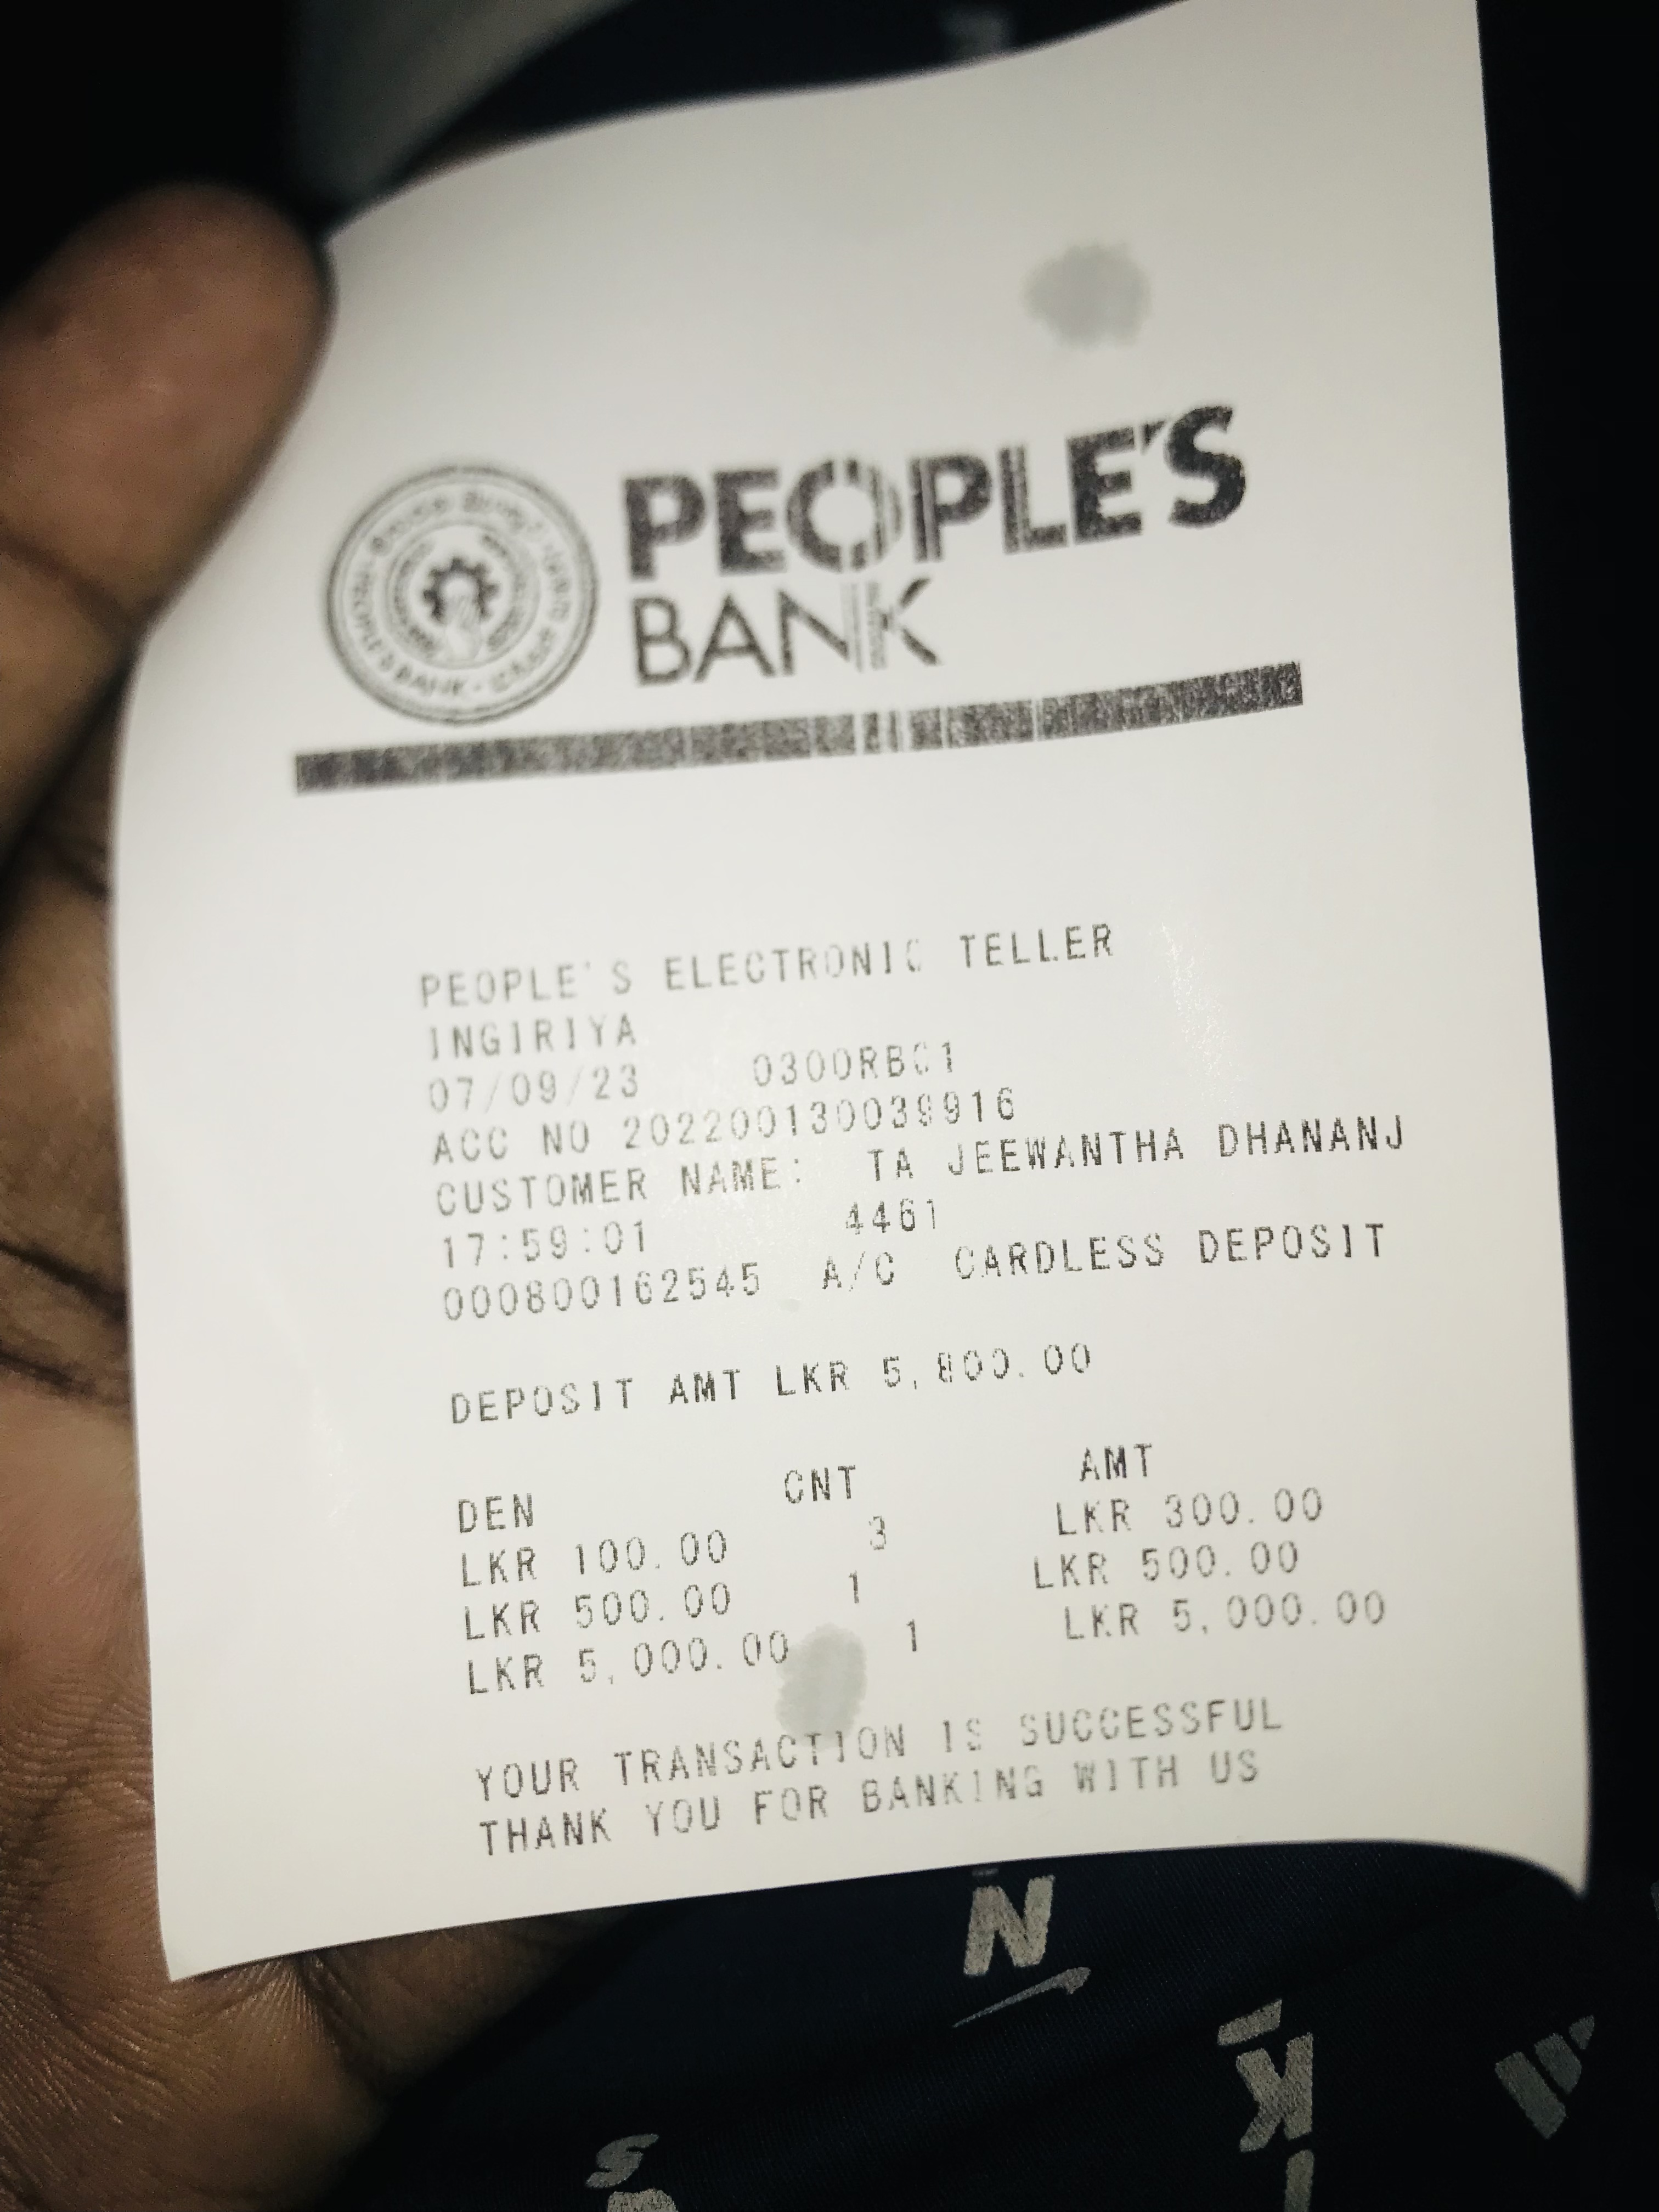 PEOPLE'S
BANK
PEOPLE'S BANK
PEOPLE'S ELECTRONIC TELLER
INGIRIYA
07/09/23 0300RBC1
ACC NO 202200130039916
CUSTOMER NAME: TA JEEWANTHA DHANANJ
17:59:01 4461
000800162545 A/C CARDLESS DEPOSIT
DEPOSIT AMT LKR 5,800.00
DEN CNT AMT
LKR 100.00 3 LKR 300.00
LKR 500.00 1 LKR 500.00
LKR 5,000.00 1 LKR 5,000.00
YOUR TRANSACTION IS SUCCESSFUL
THANK YOU FOR BANKING WITH US
N
K